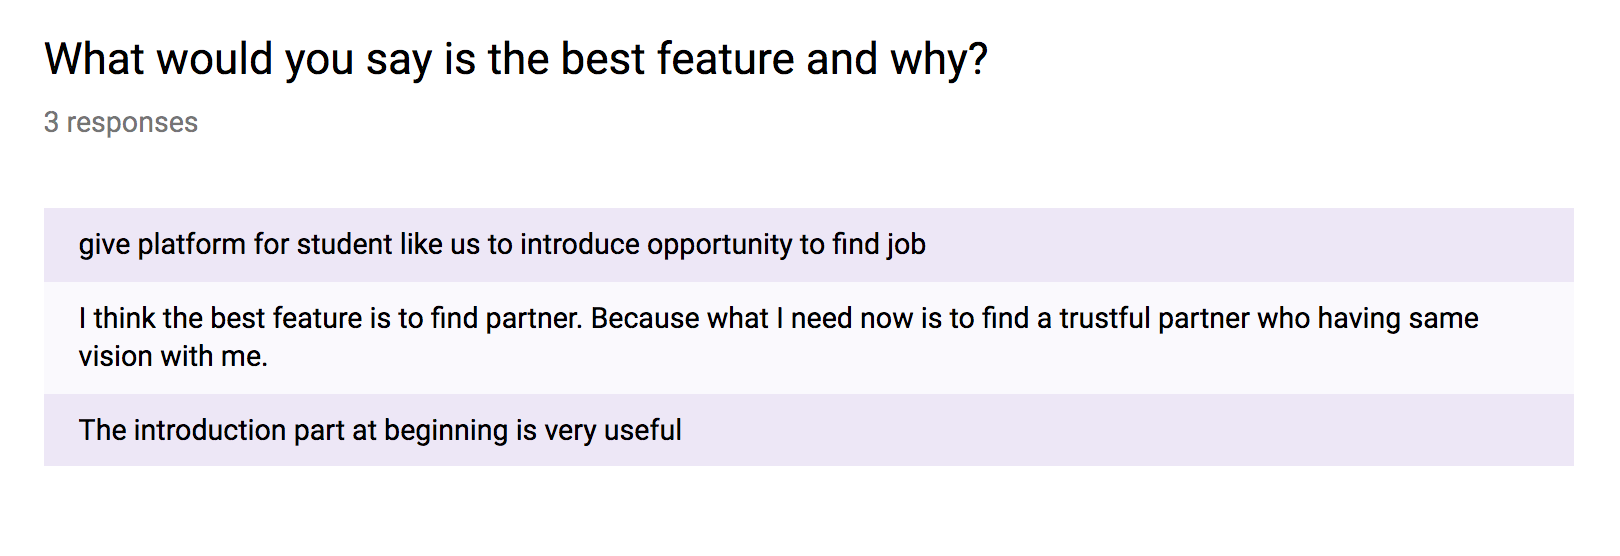 What would you say is the best feature and why?
3 responses
give platform for student like us to introduce opportunity to find job
I think the best feature is to find partner. Because what I need now is to find a trustful partner who having same
vision with me.
The introduction part at beginning is very useful